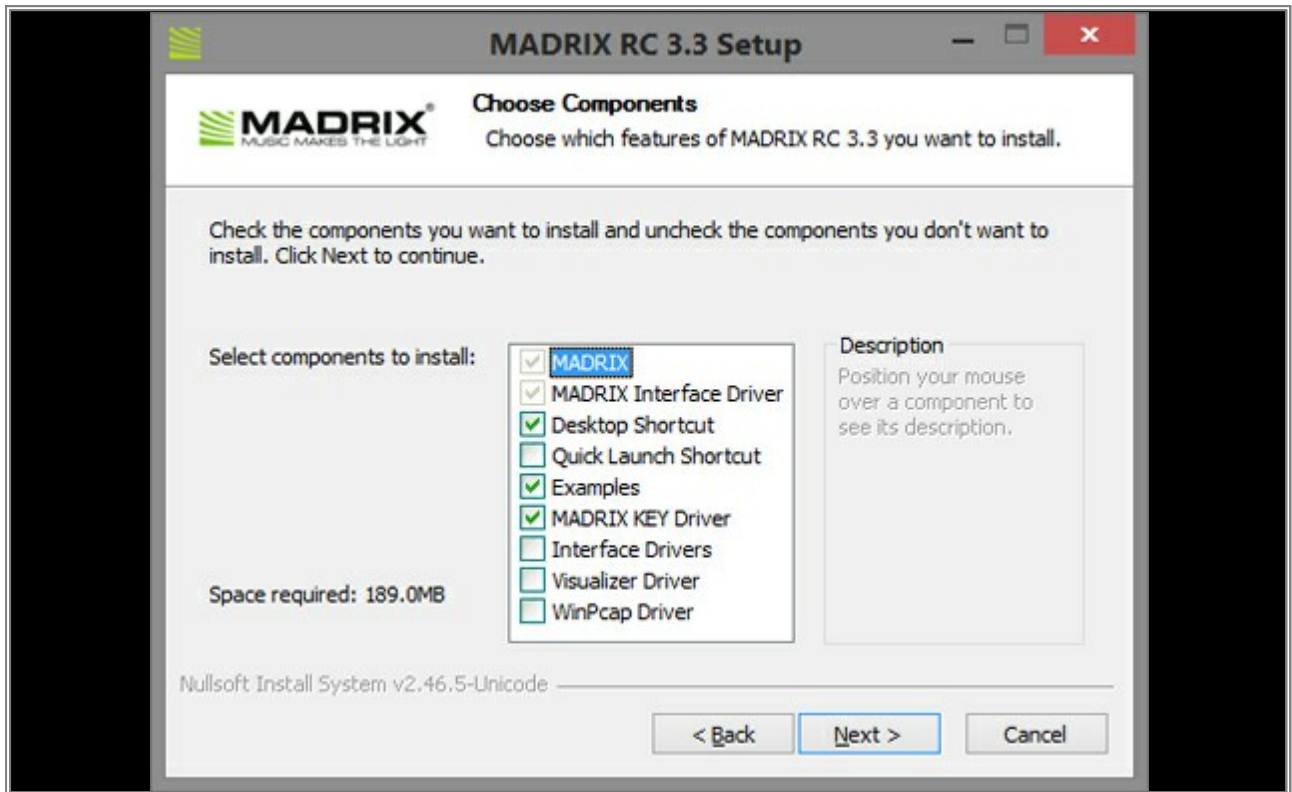 MADRIX RC 3.3 Setup
MADRIX®
MUSIC MAKES THE LIGHT
Choose Components
Choose which features of MADRIX RC 3.3 you want to install.
Check the components you want to install and uncheck the components you don't want to
install. Click Next to continue.
Select components to install:
MADRIX
MADRIX Interface Driver
Desktop Shortcut
Quick Launch Shortcut
Examples
MADRIX KEY Driver
Interface Drivers
Visualizer Driver
WinPcap Driver
Description
Position your mouse
over a component to
see its description.
Space required: 189.0MB
Nullsoft Install System v2.46.5-Unicode
< Back
Next >
Cancel